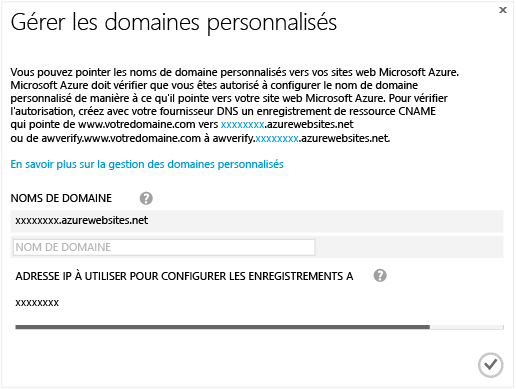 Gérer les domaines personnalisés
Vous pouvez pointer les noms de domaine personnalisés vers vos sites web Microsoft Azure.
Microsoft Azure doit vérifier que vous êtes autorisé à configurer le nom de domaine
personnalisé de manière à ce qu'il pointe vers votre site web Microsoft Azure. Pour vérifier
l'autorisation, créez avec votre fournisseur DNS un enregistrement de ressource CNAME
qui pointe de www.votredomaine.com vers xxxxxxxx.azurewebsites.net
ou de awverify.www.votredomaine.com à awverify.xxxxxxxx.azurewebsites.net.
En savoir plus sur la gestion des domaines personnalisés
NOMS DE DOMAINE ?
xxxxxxxx.azurewebsites.net
NOM DE DOMAINE
ADRESSE IP À UTILISER POUR CONFIGURER LES ENREGISTREMENTS A ?
xxxxxxxx